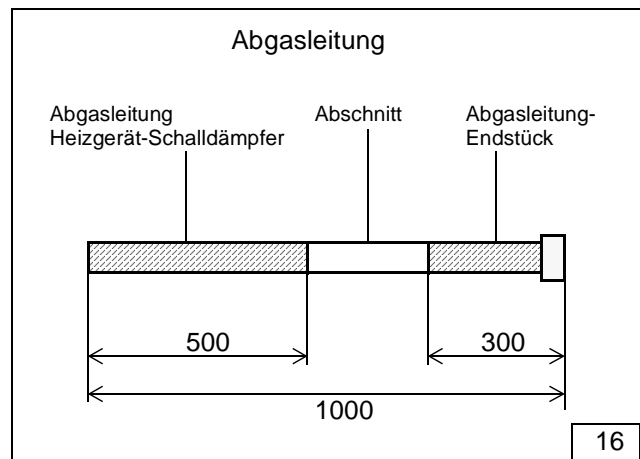 Abgasleitung
Abgasleitung
Heizgerät-Schalldämpfer
Abschnitt
Abgasleitung-
Endstück
500
300
1000
16